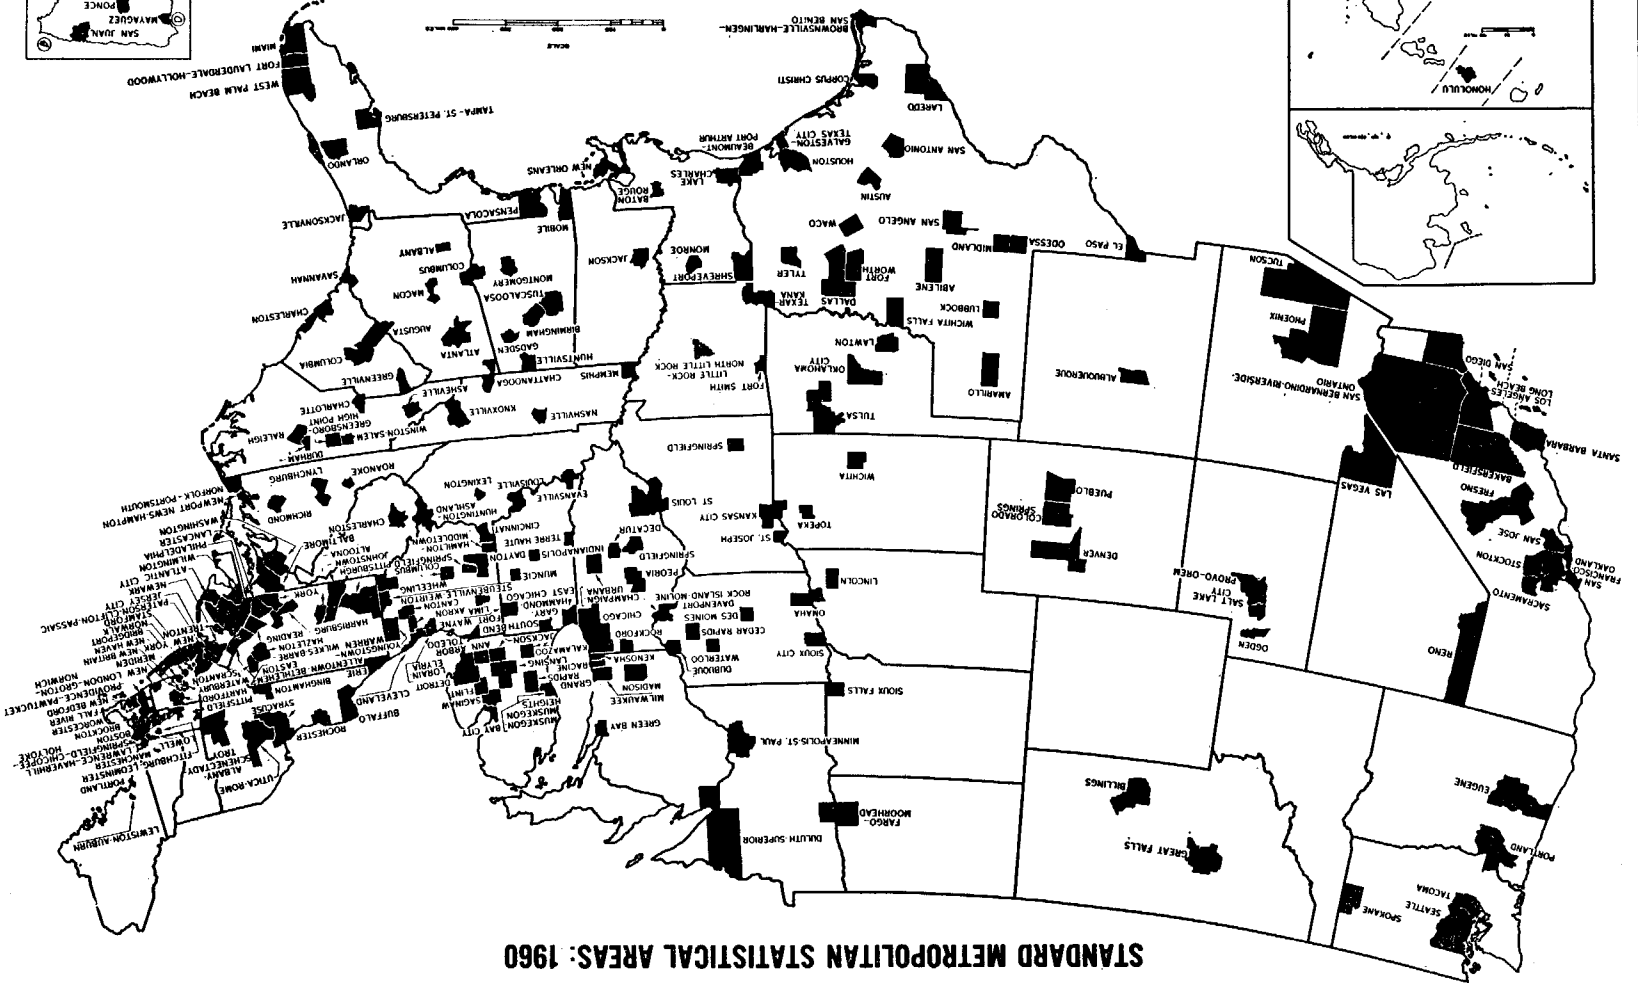 STANDARD METROPOLITAN STATISTICAL AREAS: 1960
SEATTLE
TACOMA
SPOKANE
PORTLAND
EUGENE
GREAT FALLS
BILLINGS
FARGO-
MOORHEAD
DULUTH SUPERIOR
MINNEAPOLIS-ST. PAUL
SIOUX FALLS
SIOUX CITY
OMAHA
LINCOLN
RENO
OGDEN
SALT LAKE
CITY
PROVO-OREM
SACRAMENTO
STOCKTON
SAN
FRANCISCO-
OAKLAND
SAN JOSE
FRESNO
BAKERSFIELD
SANTA BARBARA
LOS ANGELES-
LONG BEACH
SAN DIEGO
SAN BERNARDINO-RIVERSIDE-
ONTARIO
LAS VEGAS
PHOENIX
TUCSON
ALBUQUERQUE
DENVER
COLORADO
SPRINGS
PUEBLO
ST. JOSEPH
TOPEKA
KANSAS CITY
WICHITA
SPRINGFIELD
ST LOUIS
TULSA
OKLAHOMA
CITY
LAWTON
AMARILLO
LUBBOCK
WICHITA FALLS
ABILENE
FORT
WORTH
DALLAS
TYLER
TEXAR-
KANA
EL PASO
ODESSA
MIDLAND
SAN ANGELO
WACO
AUSTIN
SAN ANTONIO
HOUSTON
GALVESTON-
TEXAS CITY
BEAUMONT-
PORT ARTHUR
LAREDO
CORPUS CHRISTI
BROWNSVILLE-HARLINGEN-
SAN BENITO
FORT SMITH
LITTLE ROCK-
NORTH LITTLE ROCK
SHREVEPORT
MONROE
LAKE
CHARLES
BATON
ROUGE
NEW ORLEANS
JACKSON
MEMPHIS
NASHVILLE
KNOXVILLE
CHATTANOOGA
HUNTSVILLE
GADSDEN
BIRMINGHAM
TUSCALOOSA
MONTGOMERY
MOBILE
PENSACOLA
ATLANTA
AUGUSTA
MACON
COLUMBUS
ALBANY
SAVANNAH
JACKSONVILLE
ORLANDO
TAMPA- ST. PETERSBURG
WEST PALM BEACH
FORT LAUDERDALE-HOLLYWOOD
MIAMI
CHARLESTON
COLUMBIA
GREENVILLE
ASHEVILLE
CHARLOTTE
GREENSBORO-
HIGH POINT
WINSTON-SALEM
DURHAM
RALEIGH
ROANOKE
LYNCHBURG
RICHMOND
NORFOLK-PORTSMOUTH
NEWPORT NEWS-HAMPTON
WASHINGTON
BALTIMORE
LANCASTER
PHILADELPHIA
WILMINGTON
ATLANTIC CITY
TRENTON
NEWARK
JERSEY CITY
PATERSON-CLIFTON-PASSAIC
STAMFORD
NORWALK
BRIDGEPORT
NEW YORK
NEW HAVEN
NEW BRITAIN
MERIDEN
NEW LONDON-GROTON-
NORWICH
PROVIDENCE-PAWTUCKET
NEW BEDFORD
FALL RIVER
WORCESTER
BROCKTON
BOSTON
SPRINGFIELD-CHICOPEE-
HOLYOKE
LAWRENCE-HAVERHILL
MANCHESTER
LOWELL
FITCHBURG-
LEOMINSTER
PORTLAND
LEWISTON-AUBURN
ALBANY-
SCHENECTADY-
TROY
UTICA-ROME
SYRACUSE
ROCHESTER
BUFFALO
BINGHAMTON
PITTSFIELD
HARTFORD
WATERBURY
SCRANTON
ALLENTOWN-BETHLEHEM-
EASTON
WILKES-BARRE-
HAZLETON
READING
HARRISBURG
YORK
ERIE
CLEVELAND
YOUNGSTOWN-
WARREN
LORAIN-
ELYRIA
AKRON
CANTON
STEUBENVILLE-WEIRTON
WHEELING
PITTSBURGH
JOHNSTOWN
ALTOONA
TOLEDO
LIMA
COLUMBUS
SPRINGFIELD
DAYTON
HAMILTON-
MIDDLETOWN
CINCINNATI
HUNTINGTON-
ASHLAND
CHARLESTON
LEXINGTON
LOUISVILLE
EVANSVILLE
TERRE HAUTE
INDIANAPOLIS
MUNCIE
FORT WAYNE
SOUTH BEND
GARY-
HAMMOND-
EAST CHICAGO
CHICAGO
CHAMPAIGN
URBANA
DECATUR
SPRINGFIELD
PEORIA
ROCKFORD
DAVENPORT
ROCK ISLAND
MOLINE
DES MOINES
CEDAR RAPIDS
WATERLOO
DUBUQUE
KENOSHA
RACINE
MADISON
MILWAUKEE
GREEN BAY
MUSKEGON
MUSKEGON
HEIGHTS
GRAND
RAPIDS
LANSING
KALAMAZOO
JACKSON
ANN
ARBOR
DETROIT
FLINT
SAGINAW
BAY CITY
HONOLULU
SCALE
SAN JUAN
MAYAGUEZ
PONCE